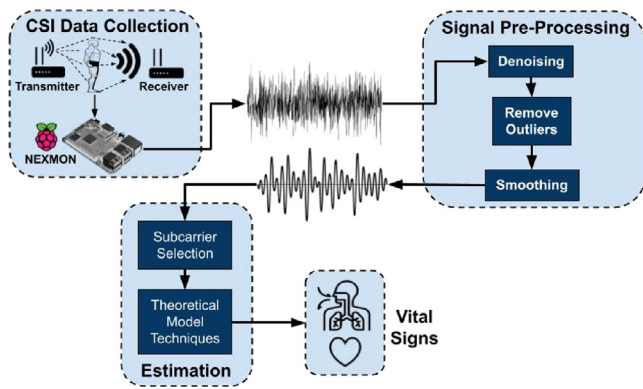 CSI Data Collection
Transmitter
Receiver
NEXMON
Signal Pre-Processing
Denoising
Remove
Outliers
Smoothing
Subcarrier
Selection
Theoretical
Model
Techniques
Estimation
Vital
Signs